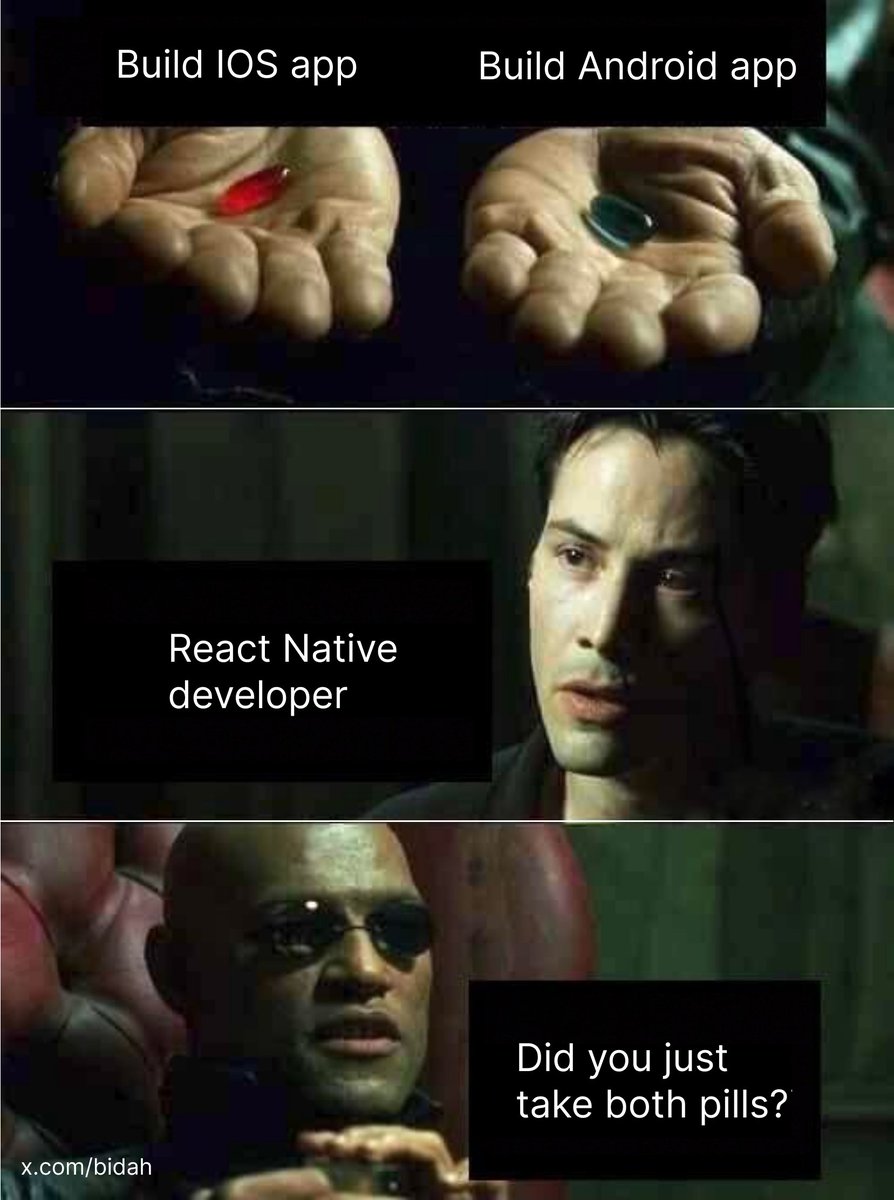 Build IOS app
Build Android app
React Native
developer
Did you just
take both pills?
x.com/bidah